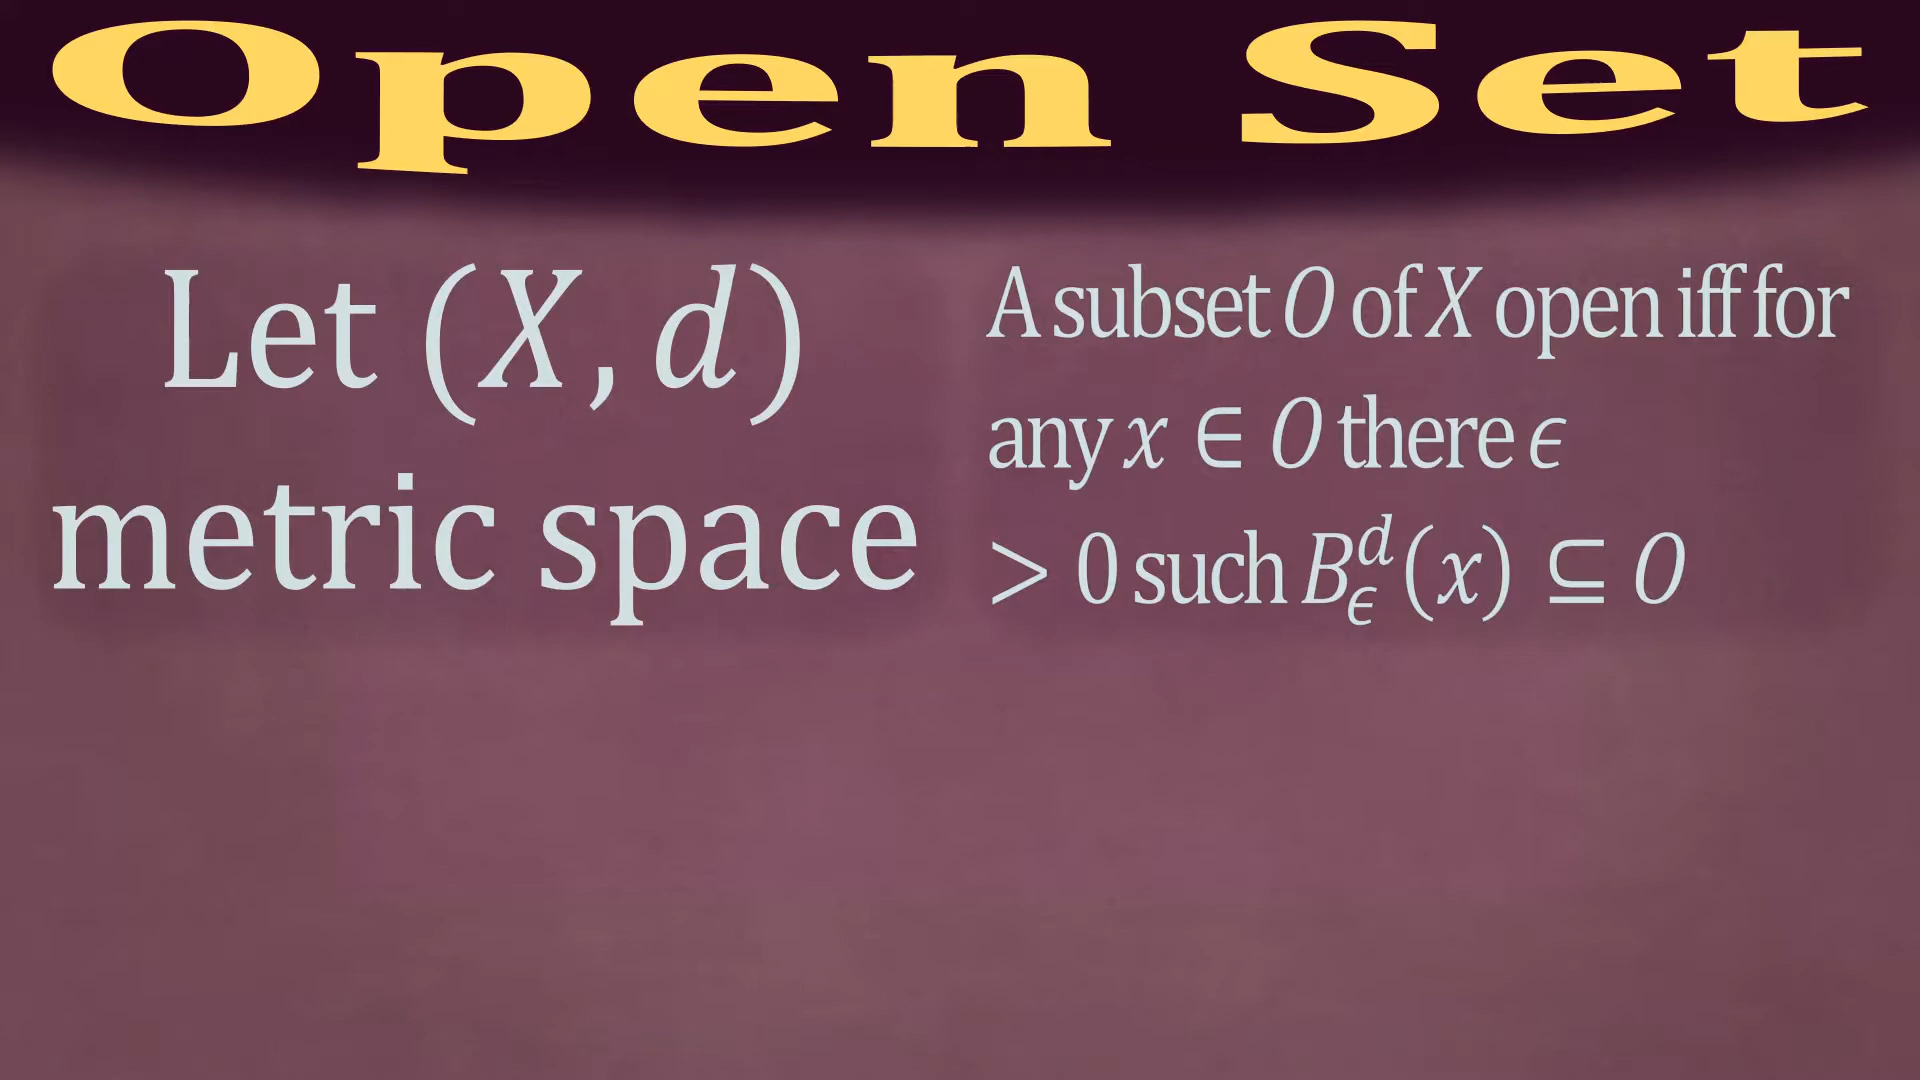 Open Set
Let (X, d)
metric space
A subset O of X open iff for
any x ∈ O there ϵ
> 0 such B_ϵ^d(x) ⊆ O